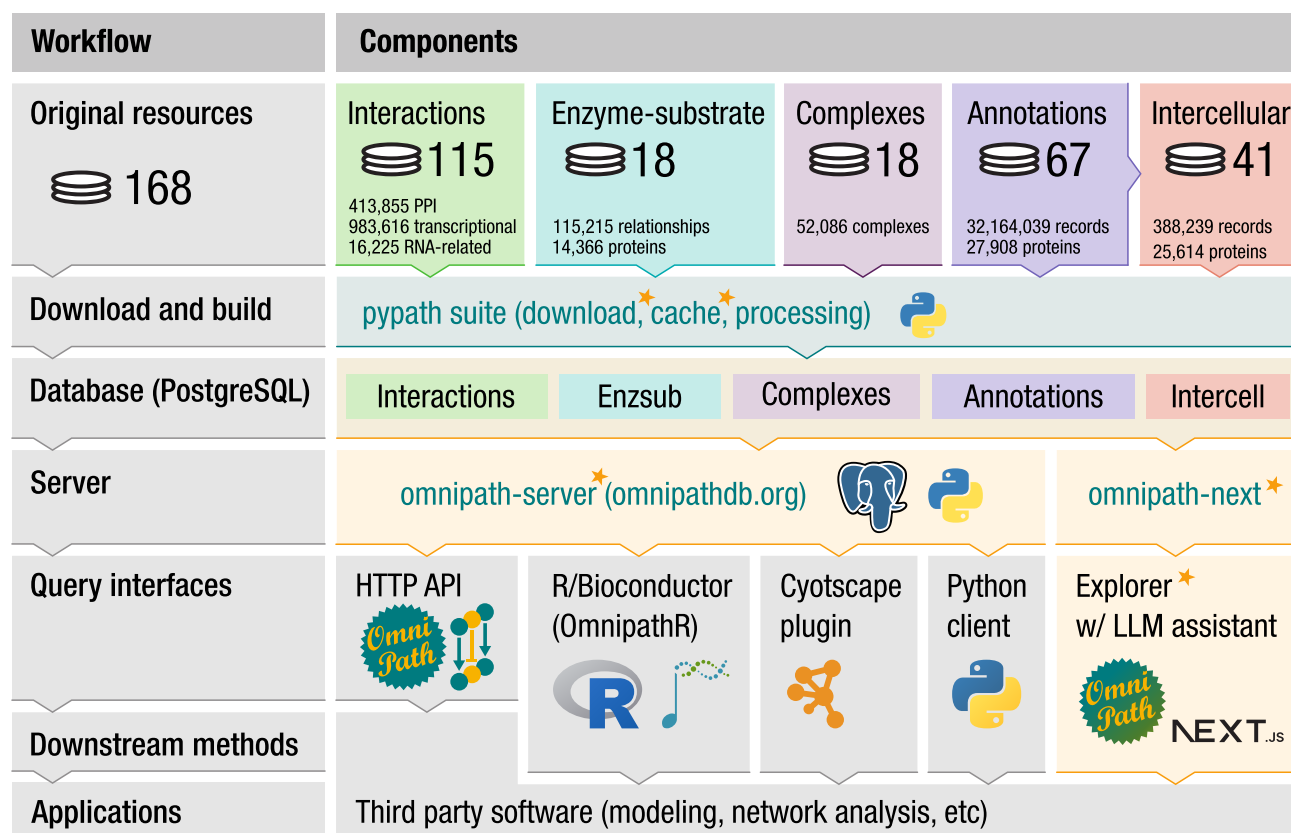 Workflow
Components
Original resources
168
Interactions
115
413,855 PPI
983,616 transcriptional
16,225 RNA-related
Enzyme-substrate
18
115,215 relationships
14,366 proteins
Complexes
18
52,086 complexes
Annotations
67
32,164,039 records
27,908 proteins
Intercellular
41
388,239 records
25,614 proteins
Download and build
pypath suite (download, cache, processing)
Database (PostgreSQL)
Interactions
Enzsub
Complexes
Annotations
Intercell
Server
omnipath-server (omnipathdb.org)
omnipath-next
Query interfaces
HTTP API
Omni
Path
R/Bioconductor
(OmnipathR)
R
Cyotscape
plugin
Python
client
Explorer
w/ LLM assistant
Omni
Path
NEXT.JS
Downstream methods
Applications
Third party software (modeling, network analysis, etc)